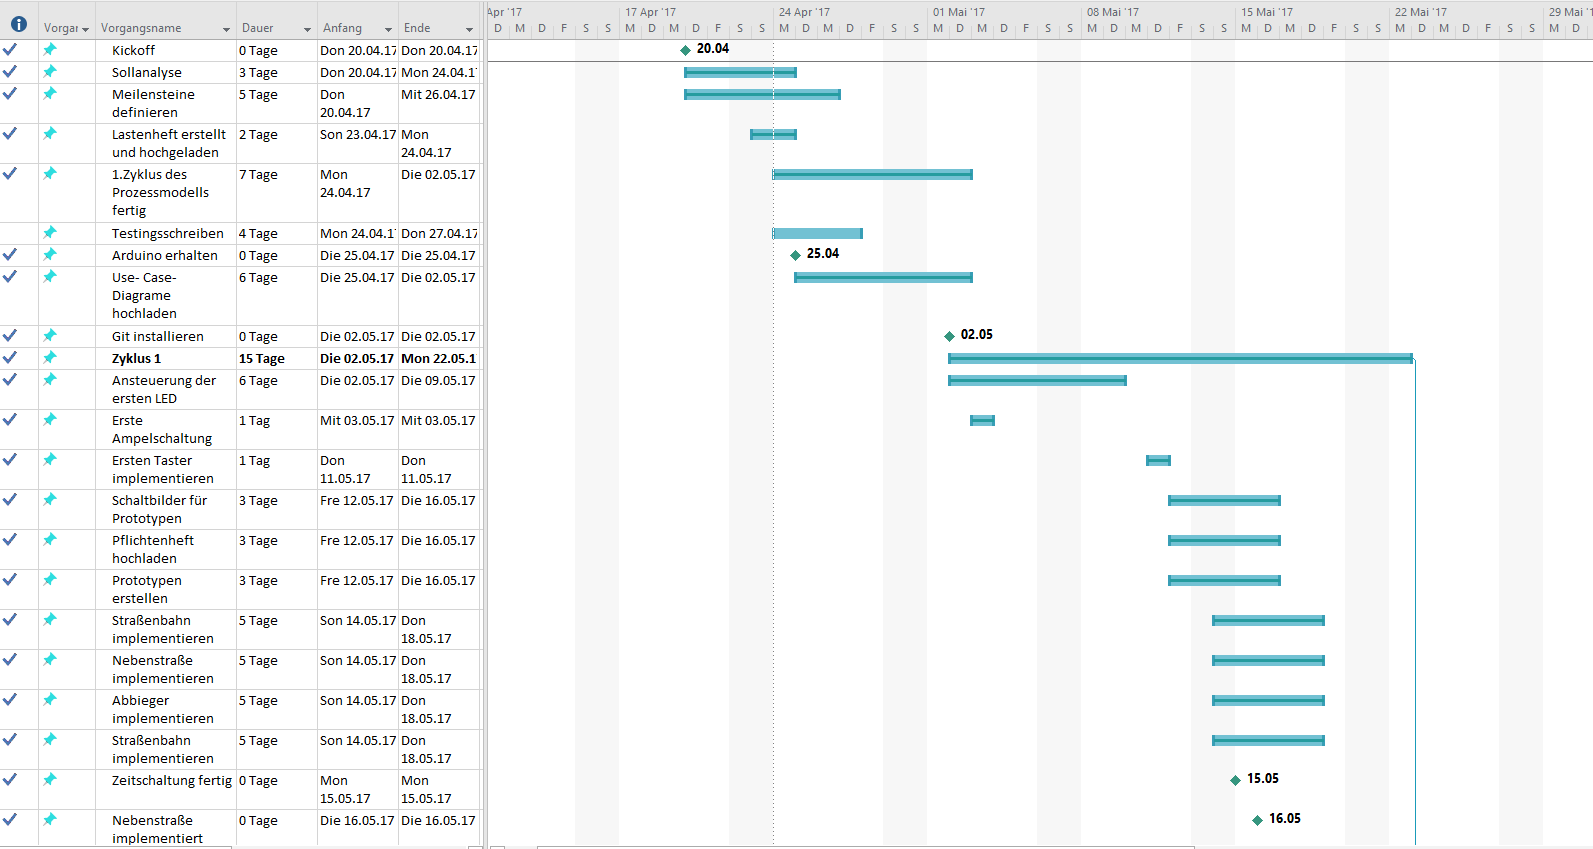 Apr '17 17 Apr '17 24 Apr '17 01 Mai '17 08 Mai '17 15 Mai '17 22 Mai '17 29 Mai '1
Vorgar Vorgangsname Dauer Anfang Ende
D M D F S S M D M D F S S M D M D F S S M D M D F S S M D M D F S S M D M D F S S M D M D F S S M D
Kickoff 0 Tage Don 20.04.17 Don 20.04.17
20.04
Sollanalyse 3 Tage Don 20.04.17 Mon 24.04.1
Meilensteine 5 Tage Don Mit 26.04.17
definieren 20.04.17
Lastenheft erstellt 2 Tage Son 23.04.17 Mon
und hochgeladen 24.04.17
1.Zyklus des 7 Tage Mon Die 02.05.17
Prozessmodells 24.04.17
fertig
Testingsschreiben 4 Tage Mon 24.04.1 Don 27.04.17
Arduino erhalten 0 Tage Die 25.04.17 Die 25.04.17
25.04
Use- Case- 6 Tage Die 25.04.17 Die 02.05.17
Diagrame
hochladen
Git installieren 0 Tage Die 02.05.17 Die 02.05.17
02.05
Zyklus 1 15 Tage Die 02.05.17 Mon 22.05.1
Ansteuerung der 6 Tage Die 02.05.17 Die 09.05.17
ersten LED
Erste 1 Tag Mit 03.05.17 Mit 03.05.17
Ampelschaltung
Ersten Taster 1 Tag Don Don
implementieren 11.05.17 11.05.17
Schaltbilder für 3 Tage Fre 12.05.17 Die 16.05.17
Prototypen
Pflichtenheft 3 Tage Fre 12.05.17 Die 16.05.17
hochladen
Prototypen 3 Tage Fre 12.05.17 Die 16.05.17
erstellen
Straßenbahn 5 Tage Son 14.05.17 Don
implementieren 18.05.17
Nebenstraße 5 Tage Son 14.05.17 Don
implementieren 18.05.17
Abbieger 5 Tage Son 14.05.17 Don
implementieren 18.05.17
Straßenbahn 5 Tage Son 14.05.17 Don
implementieren 18.05.17
Zeitschaltung fertig 0 Tage Mon Mon
15.05.17 15.05.17
15.05
Nebenstraße 0 Tage Die 16.05.17 Die 16.05.17
implementiert
16.05